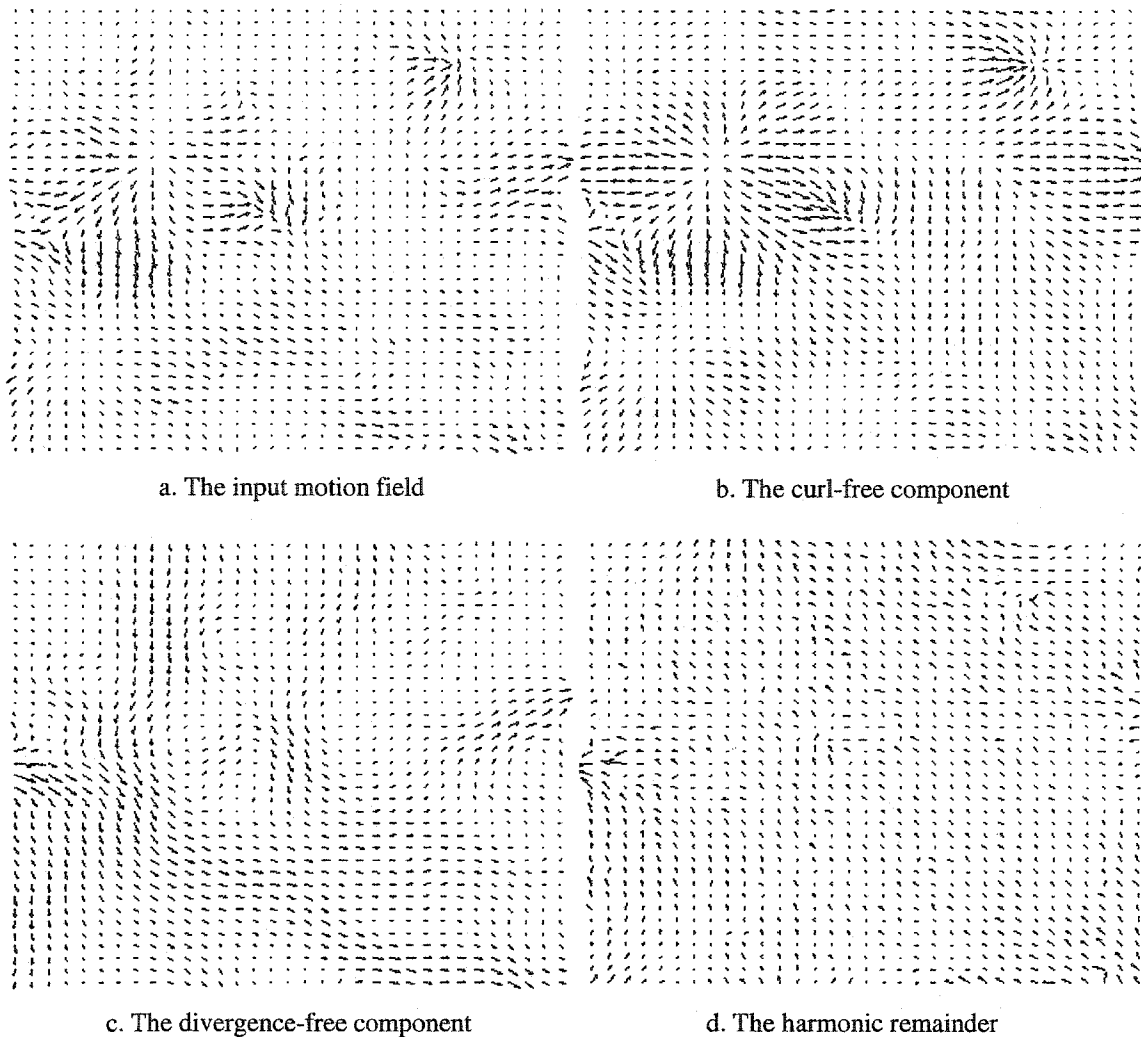 a. The input motion field
b. The curl-free component
c. The divergence-free component
d. The harmonic remainder